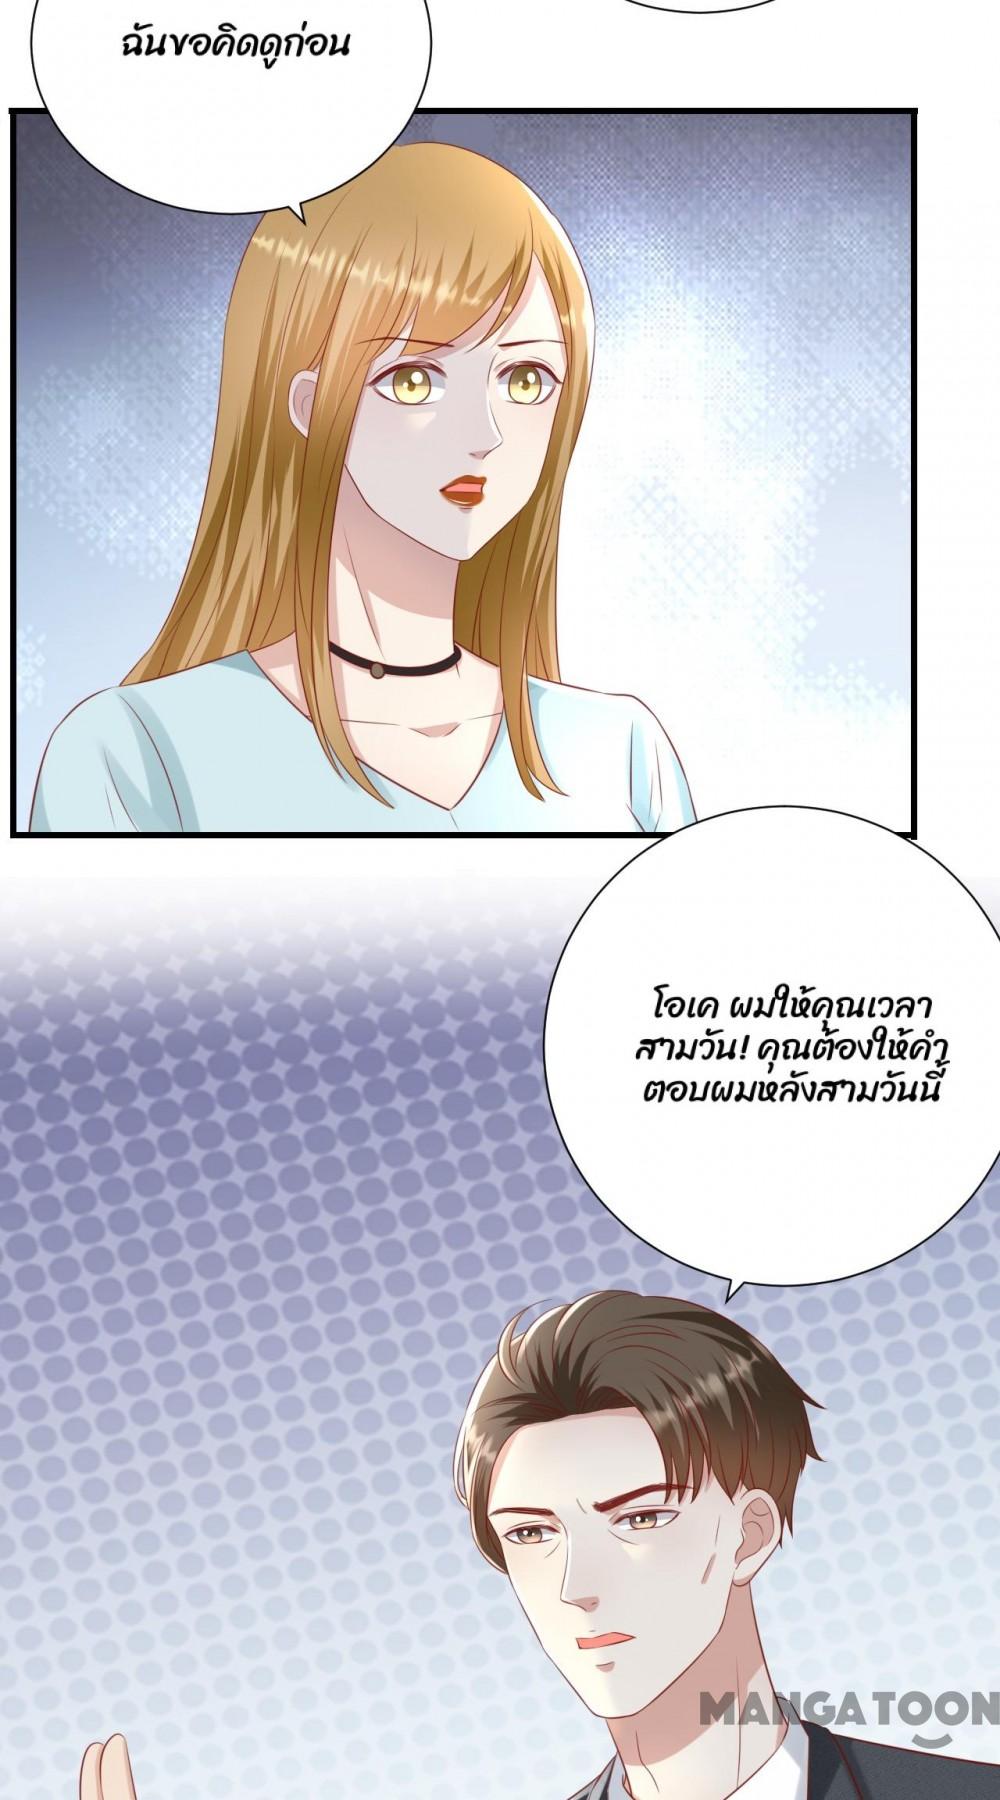 ฉันขอคิดดูก่อน
โอเค ผมให้คุณเวลา
สามวัน! คุณต้องให้คำ
ตอบผมหลังสามวันนี้
MANGATOON